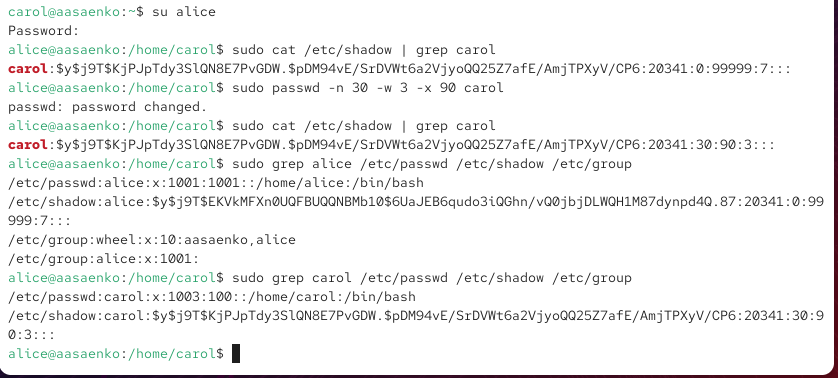 carol@aasaenko:~$ su alice
Password:
alice@aasaenko:/home/carol$ sudo cat /etc/shadow | grep carol
carol:$y$j9T$KjPJpTdy3SlQN8E7PvGDW.$pDM94vE/SrDVWt6a2VjyoQQ25Z7afE/AmjTPXyV/CP6:20341:0:99999:7:::
alice@aasaenko:/home/carol$ sudo passwd -n 30 -w 3 -x 90 carol
passwd: password changed.
alice@aasaenko:/home/carol$ sudo cat /etc/shadow | grep carol
carol:$y$j9T$KjPJpTdy3SlQN8E7PvGDW.$pDM94vE/SrDVWt6a2VjyoQQ25Z7afE/AmjTPXyV/CP6:20341:30:90:3:::
alice@aasaenko:/home/carol$ sudo grep alice /etc/passwd /etc/shadow /etc/group
/etc/passwd:alice:x:1001:1001::/home/alice:/bin/bash
/etc/shadow:alice:$y$j9T$EKVkMFXn0UQFBUQQNBMb10$6UaJEB6qudo3iQGhn/vQ0jbjDLWQH1M87dynpd4Q.87:20341:0:99
999:7:::
/etc/group:wheel:x:10:aasaenko,alice
/etc/group:alice:x:1001:
alice@aasaenko:/home/carol$ sudo grep carol /etc/passwd /etc/shadow /etc/group
/etc/passwd:carol:x:1003:100::/home/carol:/bin/bash
/etc/shadow:carol:$y$j9T$KjPJpTdy3SlQN8E7PvGDW.$pDM94vE/SrDVWt6a2VjyoQQ25Z7afE/AmjTPXyV/CP6:20341:30:9
0:3:::
alice@aasaenko:/home/carol$